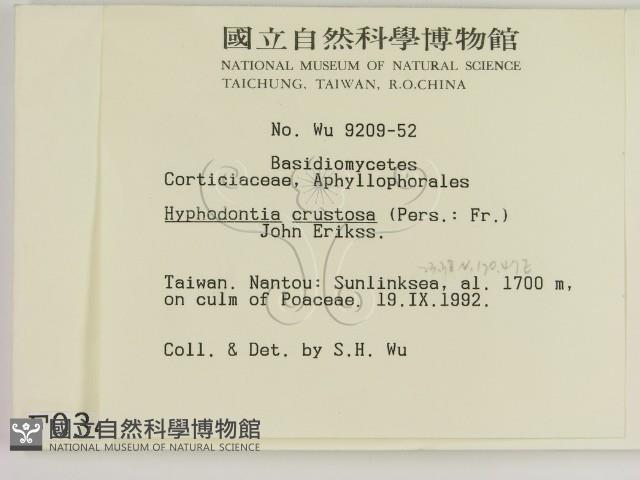 國立自然科學博物館
NATIONAL MUSEUM OF NATURAL SCIENCE
TAICHUNG, TAIWAN, R.O.CHINA
No. Wu 9209-52
Basidiomycetes
Corticiaceae, Aphyllophorales
Hyphodontia crustosa (Pers.: Fr.)
John Erikss.
Taiwan. Nantou: Sunlinksea, al. 1700 m,
on culm of Poaceae. 19.IX.1992.
Coll. & Det. by S.H. Wu
國立自然科學博物館
NATIONAL MUSEUM OF NATURAL SCIENCE